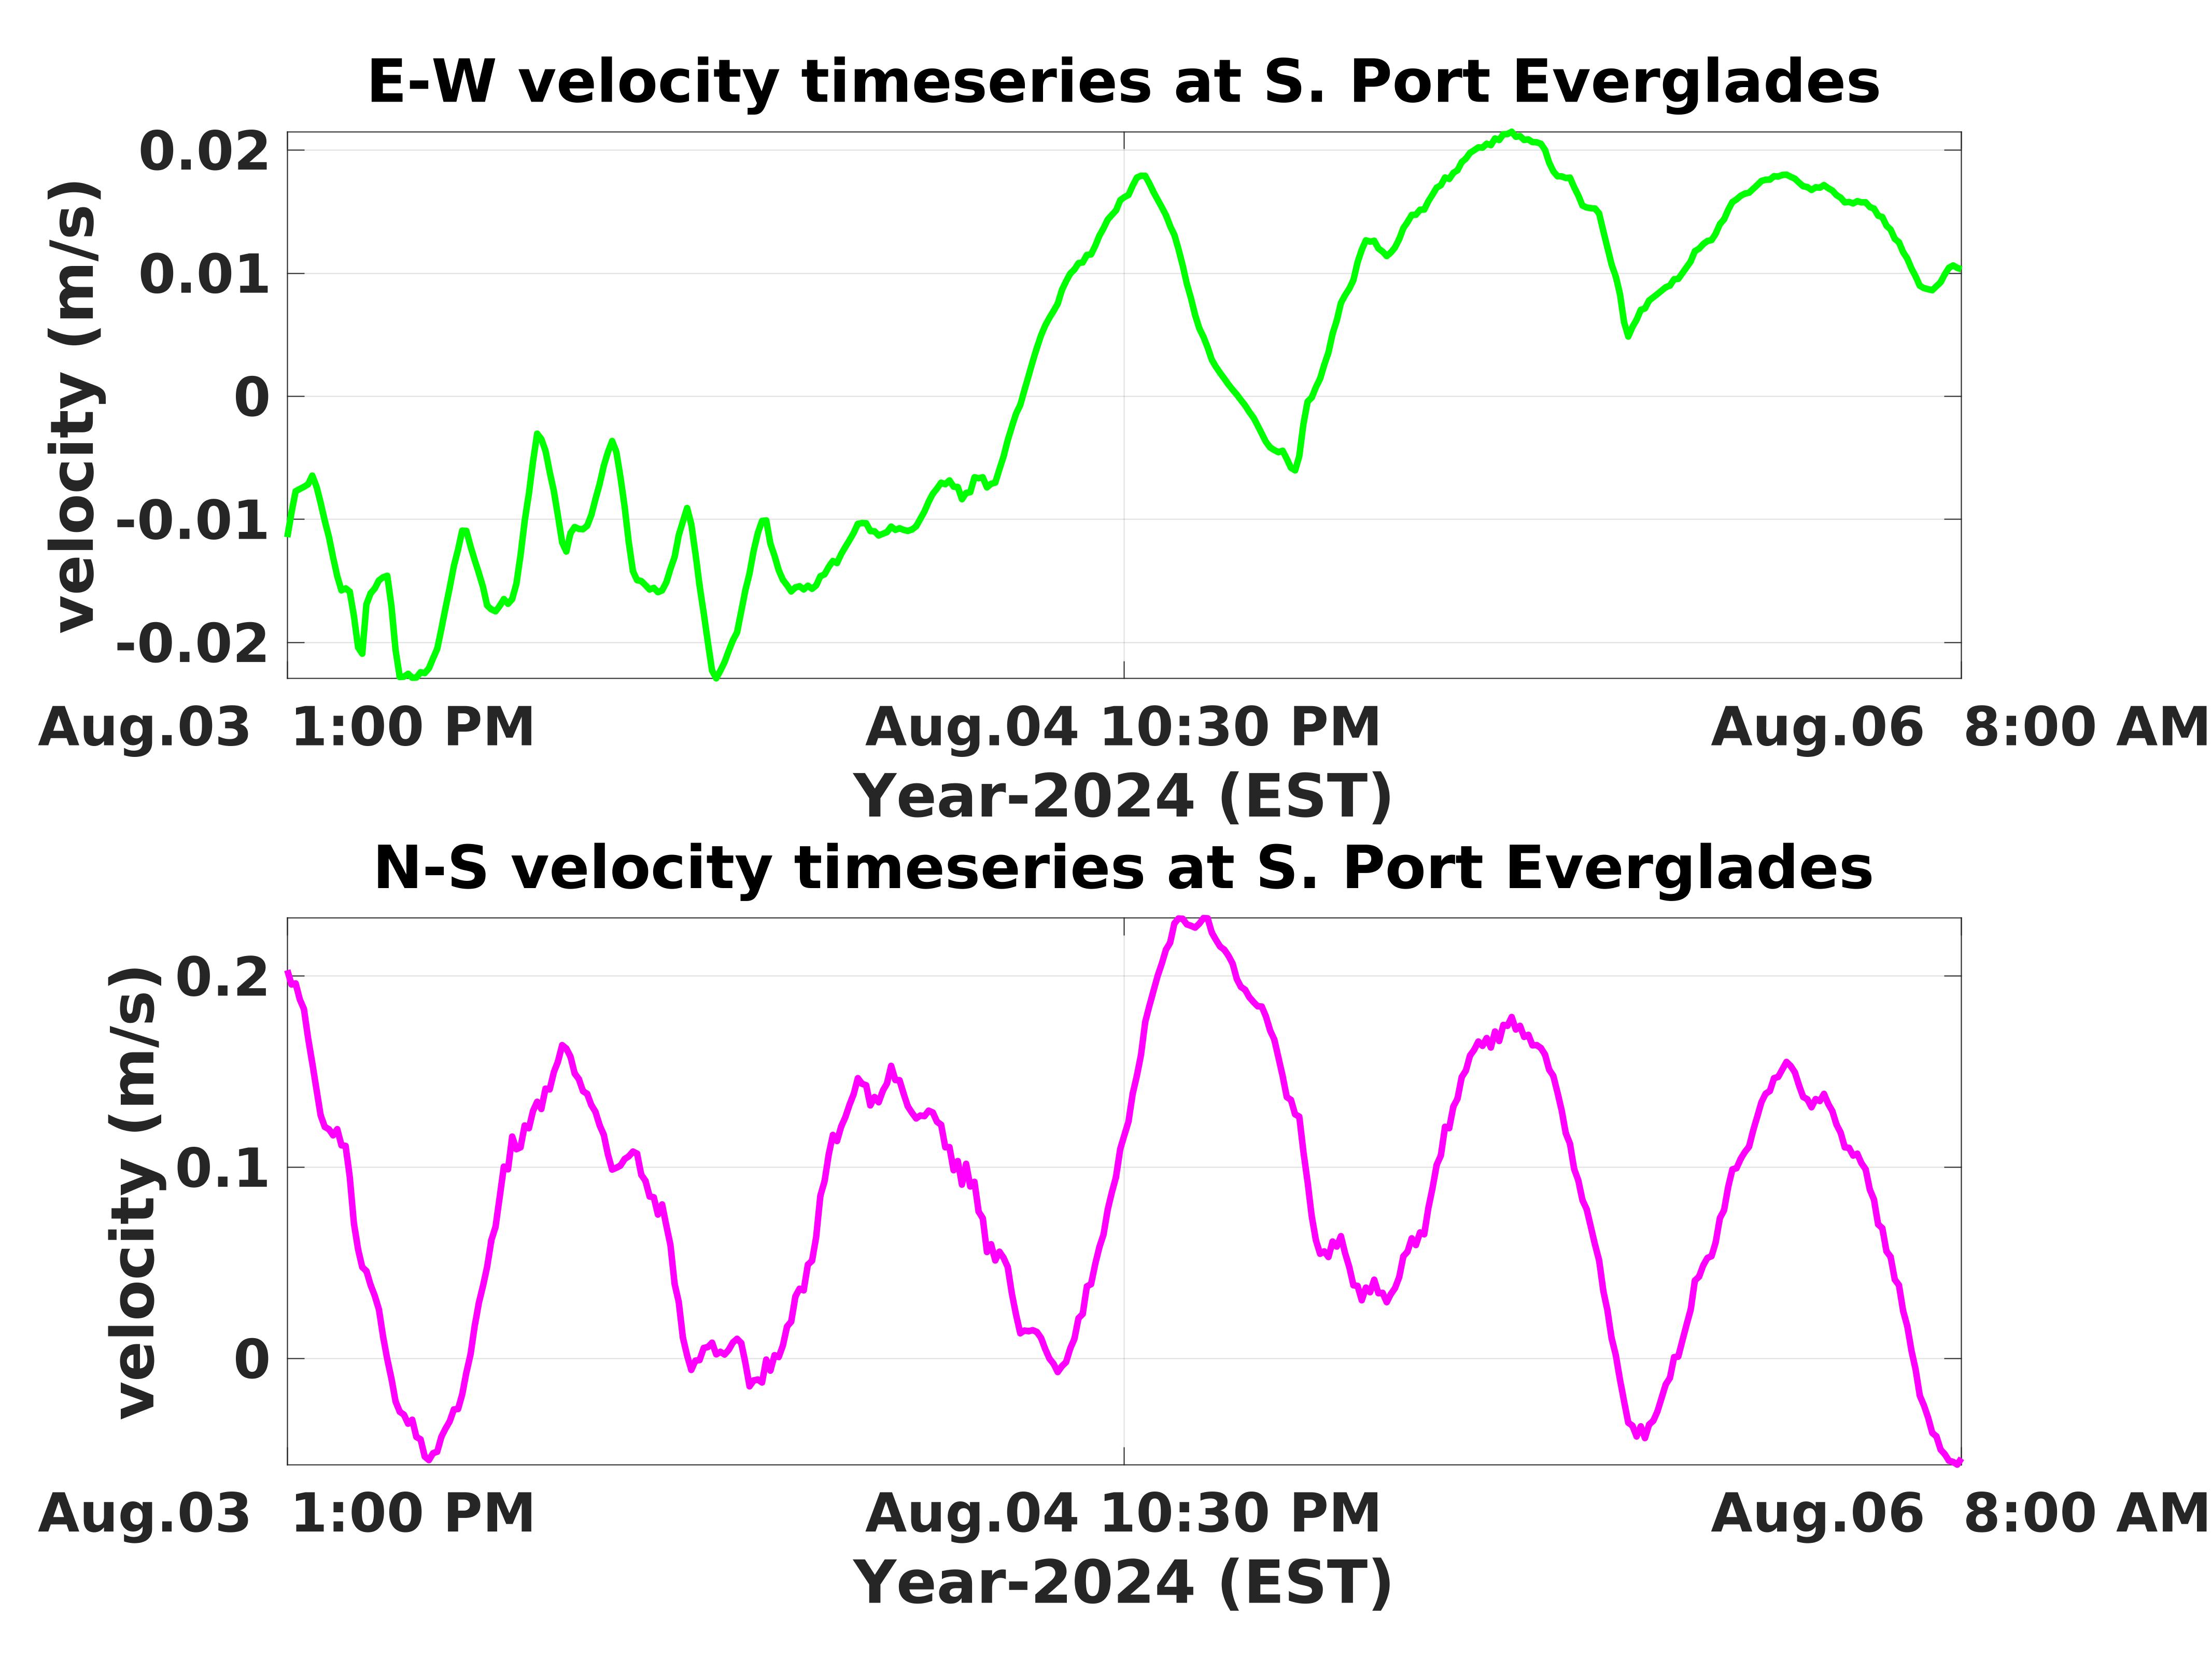 E-W velocity timeseries at S. Port Everglades
velocity (m/s)
0.02
0.01
0
-0.01
-0.02
Aug.03  1:00 PM
Aug.04 10:30 PM
Aug.06  8:00 AM
Year-2024 (EST)
N-S velocity timeseries at S. Port Everglades
velocity (m/s)
0.2
0.1
0
Aug.03  1:00 PM
Aug.04 10:30 PM
Aug.06  8:00 AM
Year-2024 (EST)